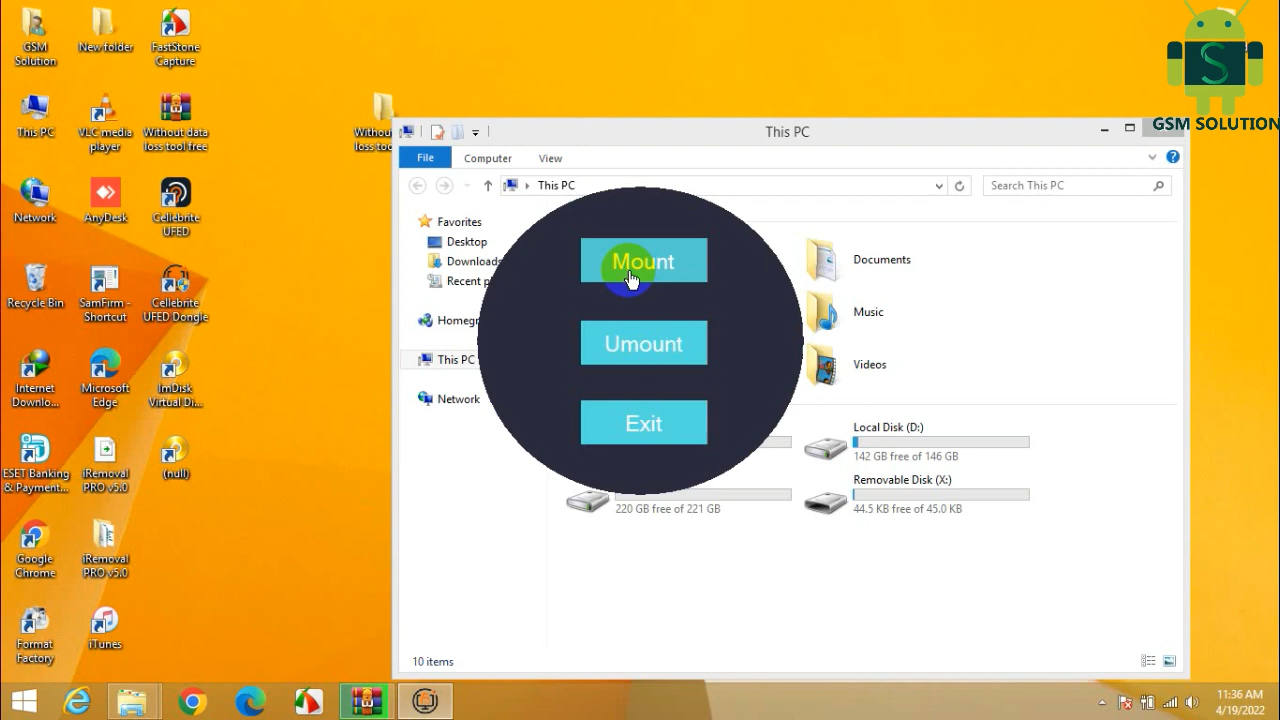 GSM
Solution
New folder
FastStone
Capture
This PC
VLC media
player
Without data
loss tool free
Network
AnyDesk
Cellebrite
UFED
Recycle Bin
SamFirm -
Shortcut
Cellebrite
UFED Dongle
Internet
Downlo...
Microsoft
Edge
ImDisk
Virtual Di...
ESET Banking
& Payment...
iRemoval
PRO v5.0
(null)
Google
Chrome
iRemoval
PRO v5.0
Format
Factory
iTunes
S
GSM SOLUTION
This PC
File
Computer
View
This PC
Search This PC
Favorites
Desktop
Downloads
Recent
This PC
Network
Mount
Umount
Exit
Documents
Music
Videos
Local Disk (D:)
142 GB free of 146 GB
Removable Disk (X:)
44.5 KB free of 45.0 KB
220 GB free of 221 GB
10 items
11:36 AM
4/19/2022